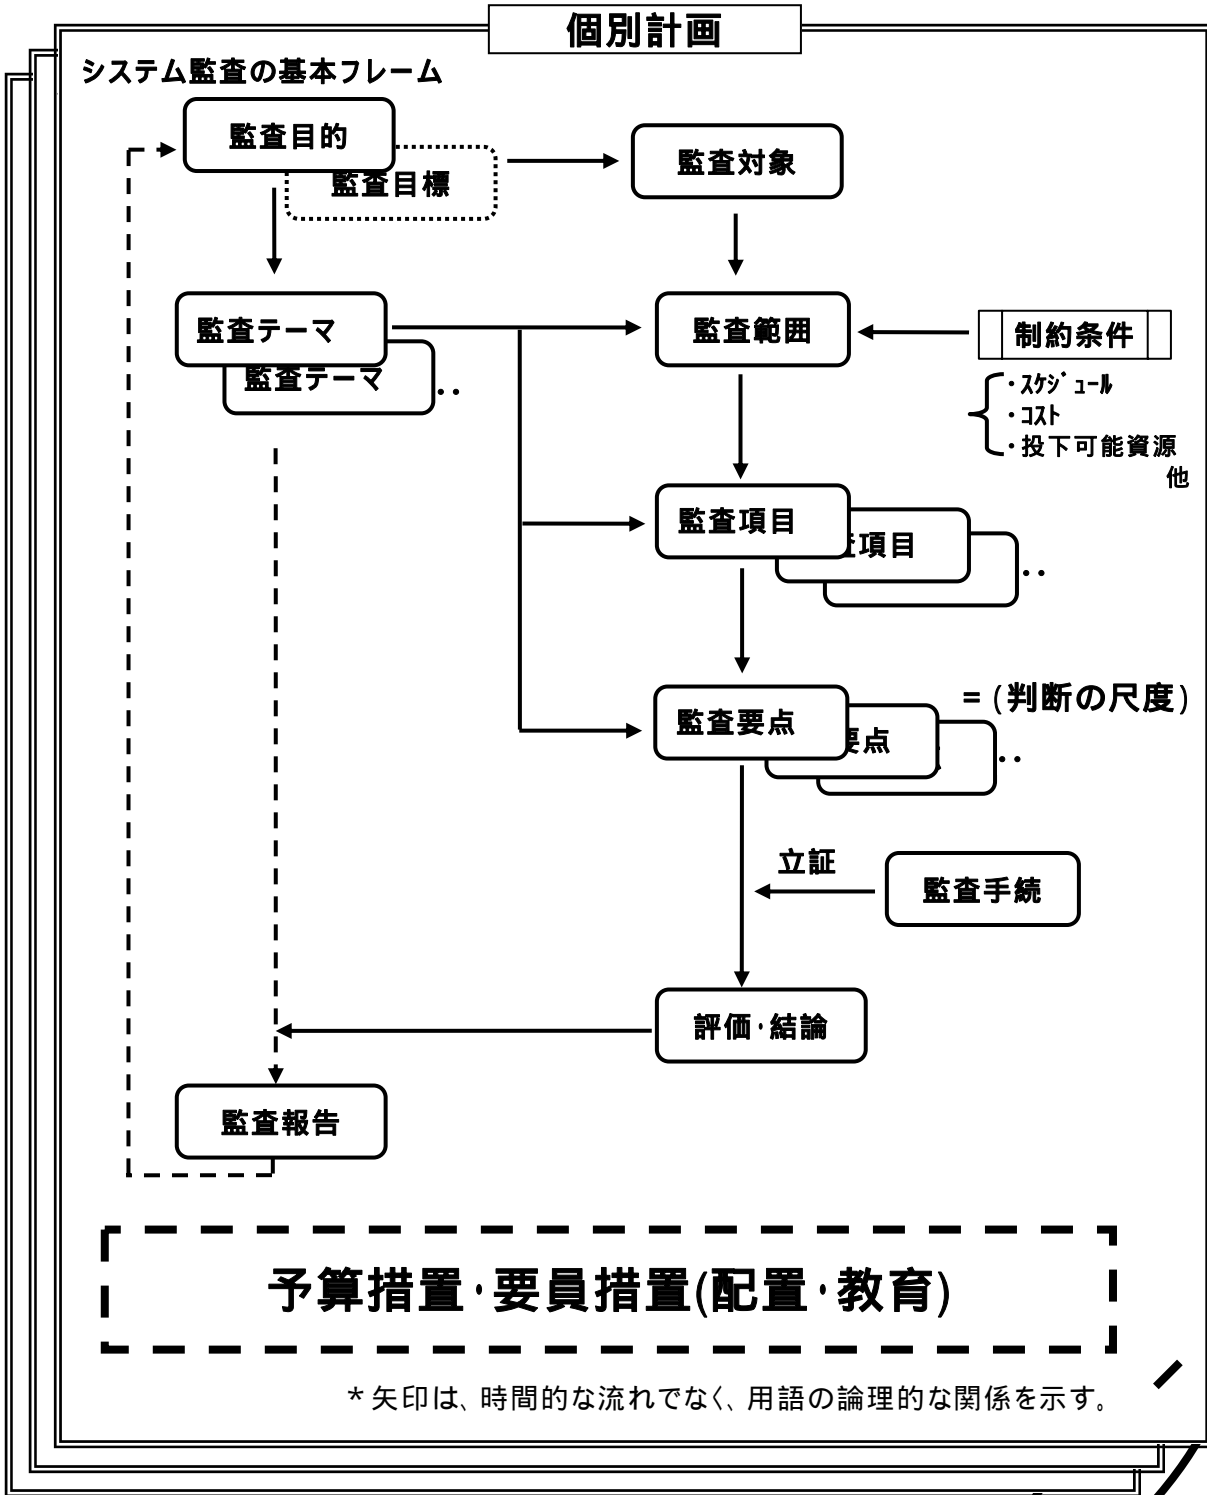 個別計画
システム監査の基本フレーム
監査目的
監査目標
監査対象
監査テーマ
監査テーマ
‥
監査範囲
制約条件
・スケジュール
・コスト
・投下可能資源
他
監査項目
査項目
‥
=(判断の尺度)
監査要点
要点
‥
立証
監査手続
評価・結論
監査報告
予算措置・要員措置(配置・教育)
*矢印は、時間的な流れでなく、用語の論理的な関係を示す。